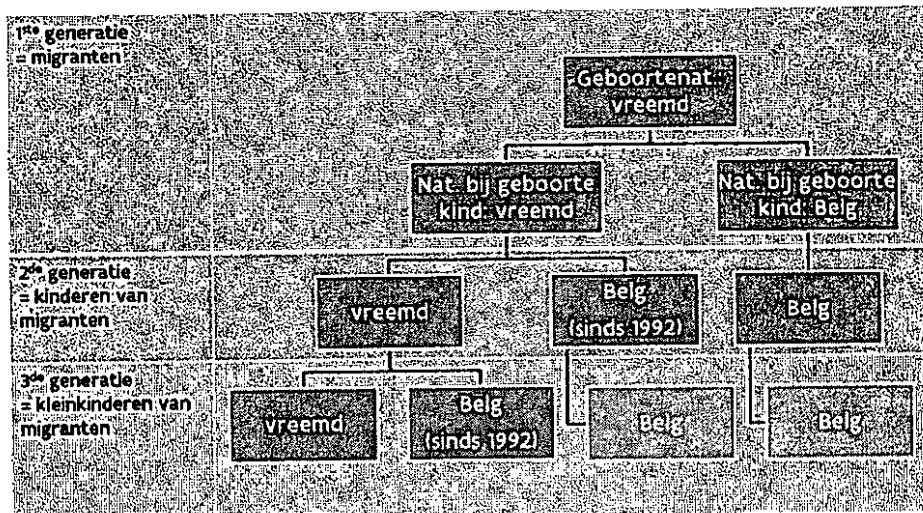 1ste generatie
= migranten
Geboortenat.
vreemd
Nat. bij geboorte
kind: vreemd
Nat. bij geboorte
kind: Belg
2de generatie
= kinderen van
migranten
vreemd
Belg
(sinds 1992)
Belg
3de generatie
= kleinkinderen van
migranten
vreemd
Belg
(sinds 1992)
Belg
Belg